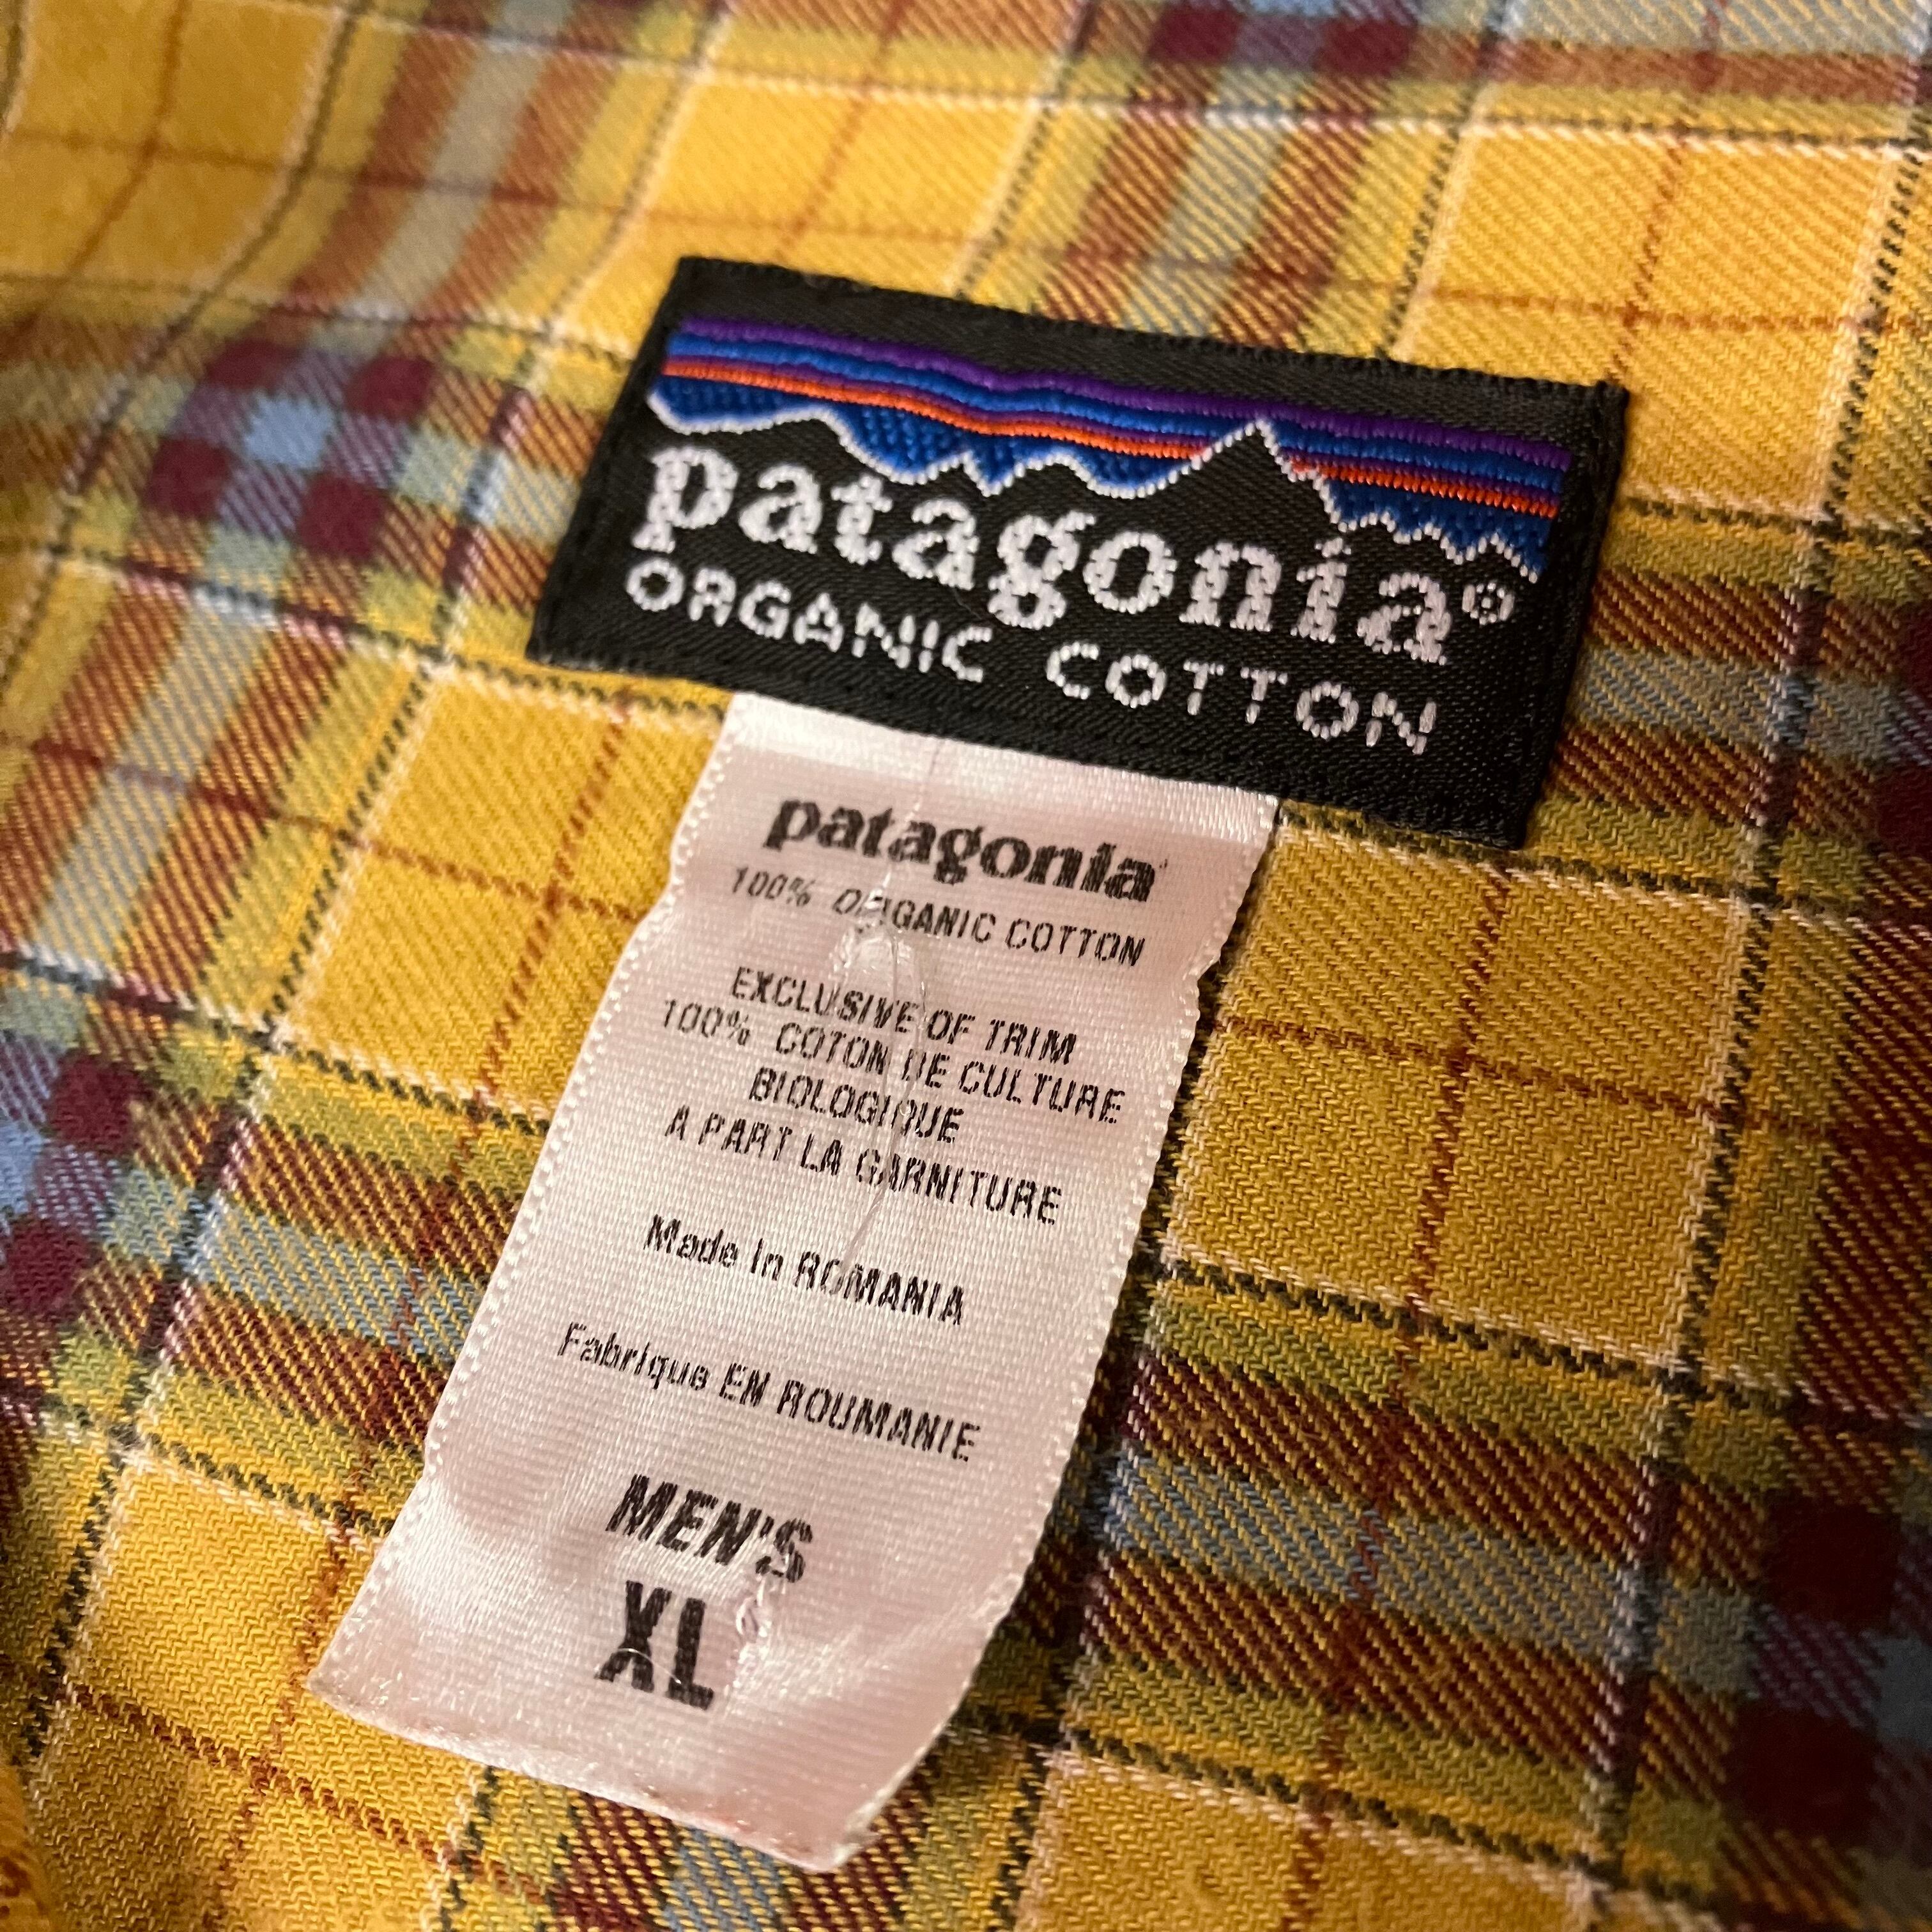 patagonia®
ORGANIC COTTON
patagonia
100% ORGANIC COTTON
EXCLUSIVE OF TRIM
100% COTON DE CULTURE
BIOLOGIQUE
A PART LA GARNITURE
Made in ROMANIA
Fabrique EN ROUMANIE
MEN'S
XL